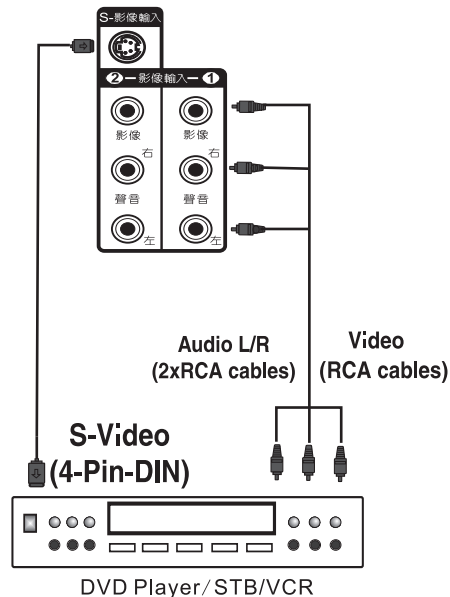 S-影像輸入
2 — 影像輸入 — 1
影像 影像
右 右
聲音 聲音
左 左
Audio L/R
(2xRCA cables)
Video
(RCA cables)
S-Video
(4-Pin-DIN)
DVD Player/STB/VCR